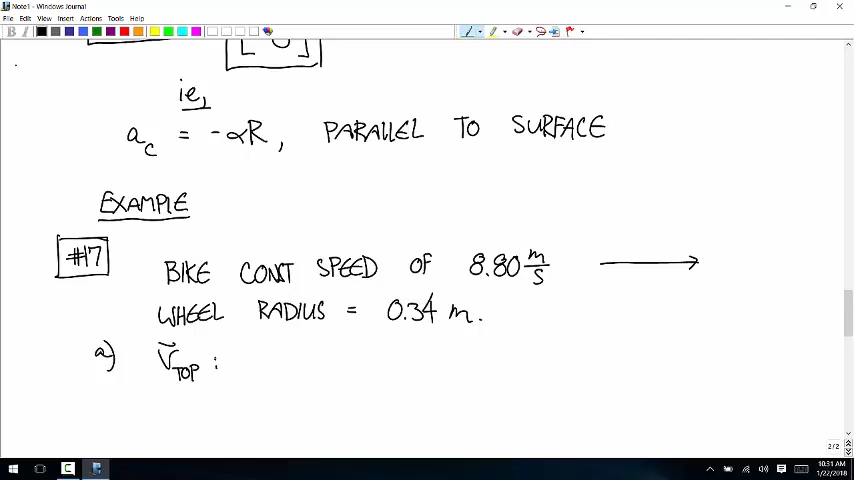 Note1 - Windows Journal
File Edit View Insert Actions Tools Help
ie,
a_c = -αR, PARALLEL TO SURFACE
EXAMPLE
#17
BIKE CONST SPEED OF 8.80 m/s
WHEEL RADIUS = 0.34 m.
a) V_TOP :
2/2
10:31 AM
1/22/2018